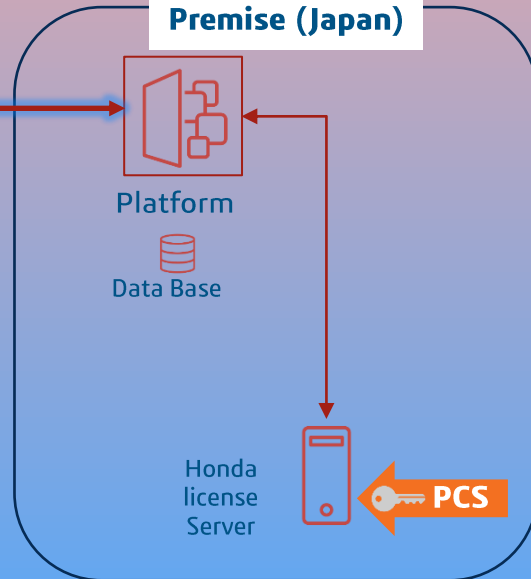 Premise (Japan)
Platform
Data Base
Honda
license
Server
PCS